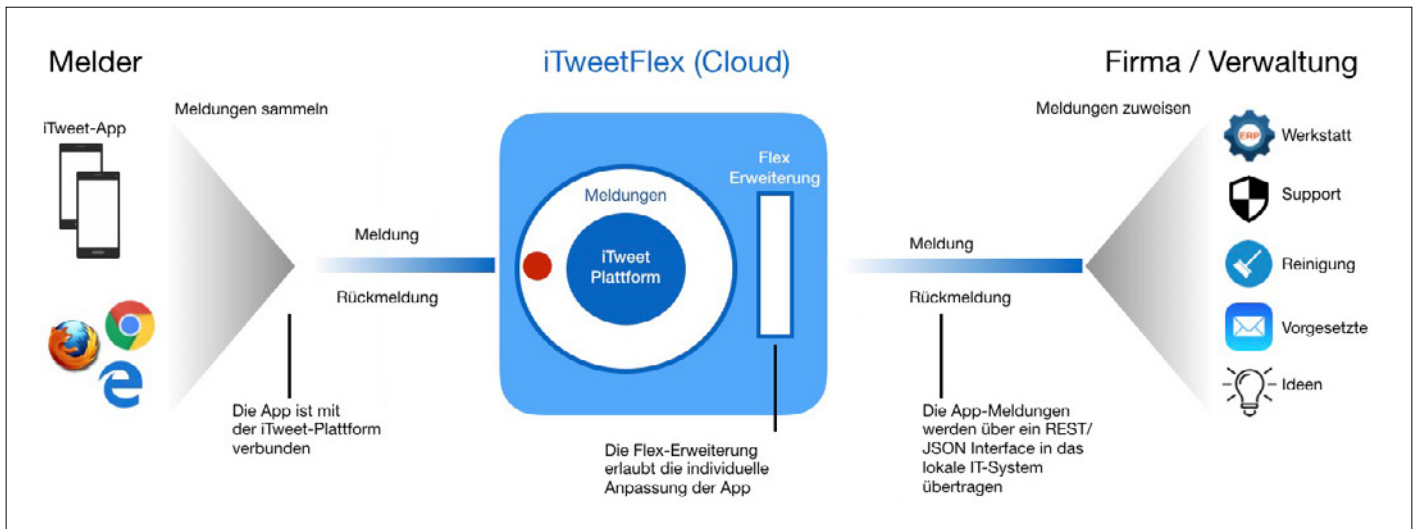 Melder
iTweetFlex (Cloud)
Firma / Verwaltung
Meldungen sammeln
iTweet-App
Meldung
Rückmeldung
Die App ist mit
der iTweet-Plattform
verbunden
Meldungen
iTweet
Plattform
Flex
Erweiterung
Die Flex-Erweiterung
erlaubt die individuelle
Anpassung der App
Meldung
Rückmeldung
Die App-Meldungen
werden über ein REST/
JSON Interface in das
lokale IT-System
übertragen
Meldungen zuweisen
ERP
Werkstatt
Support
Reinigung
Vorgesetzte
Ideen